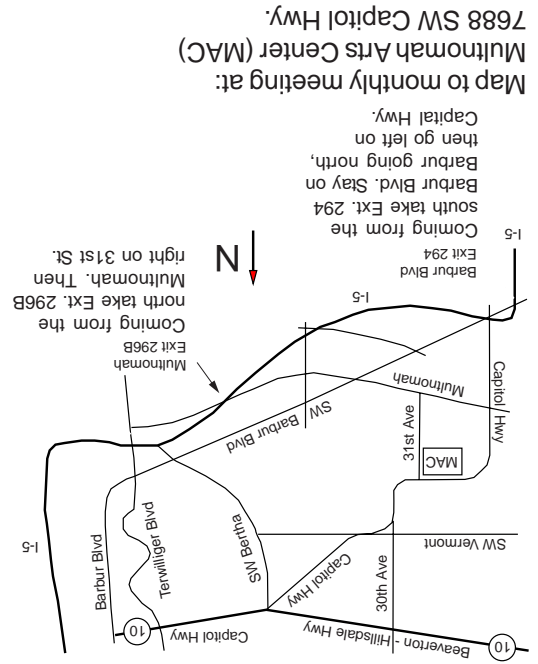 10
Beaverton - Hillsdale Hwy
Capitol Hwy
10
30th Ave
Capitol Hwy
SW Vermont
SW Bertha
Terwilliger Blvd
Barbur Blvd
I-5
MAC
31st Ave
Capitol Hwy
Multnomah
SW Barbur Blvd
I-5
I-5
Multnomah
Exit 296B
Coming from the
north take Ext. 296B
Multnomah. Then
right on 31st St.
N
Barbur Blvd
Exit 294
Coming from the
south take Ext. 294
Barbur Blvd. Stay on
Barbur going north,
then go left on
Capital Hwy.
Map to monthly meeting at:
Multnomah Arts Center (MAC)
7688 SW Capitol Hwy.